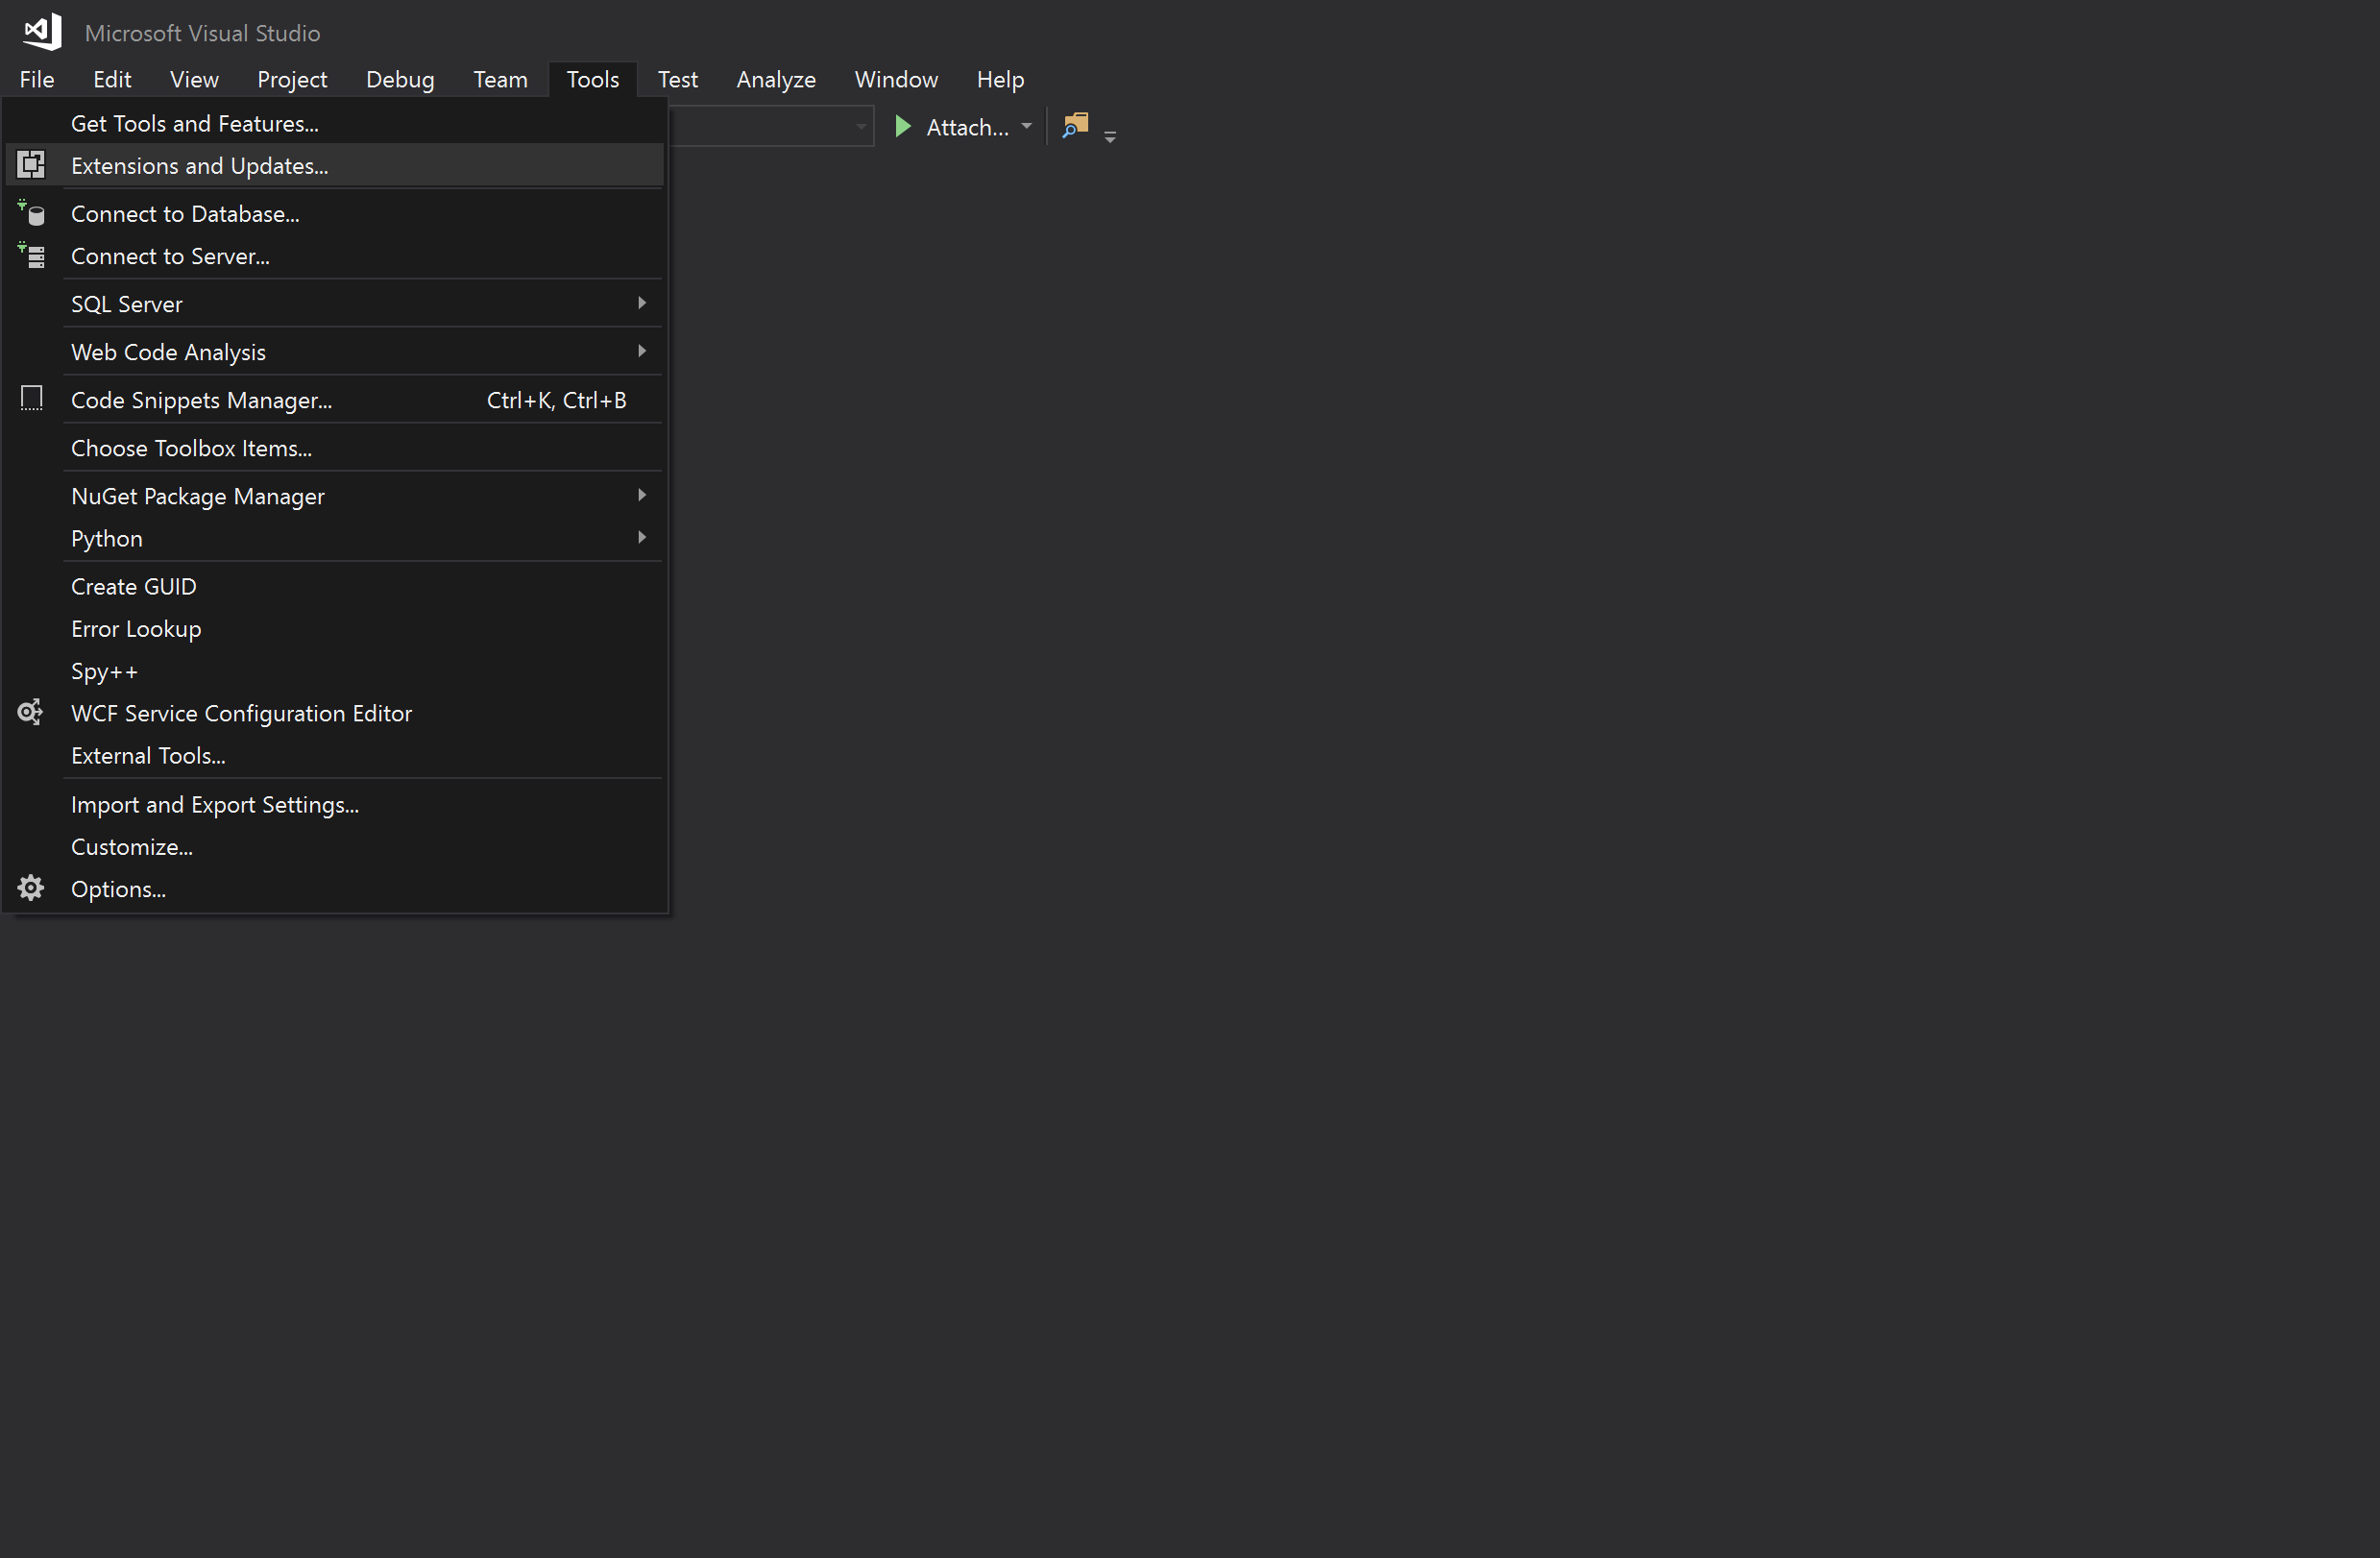 Microsoft Visual Studio
File Edit View Project Debug Team Tools Test Analyze Window Help
Attach...
Get Tools and Features...
Extensions and Updates...
Connect to Database...
Connect to Server...
SQL Server
Web Code Analysis
Code Snippets Manager... Ctrl+K, Ctrl+B
Choose Toolbox Items...
NuGet Package Manager
Python
Create GUID
Error Lookup
Spy++
WCF Service Configuration Editor
External Tools...
Import and Export Settings...
Customize...
Options...